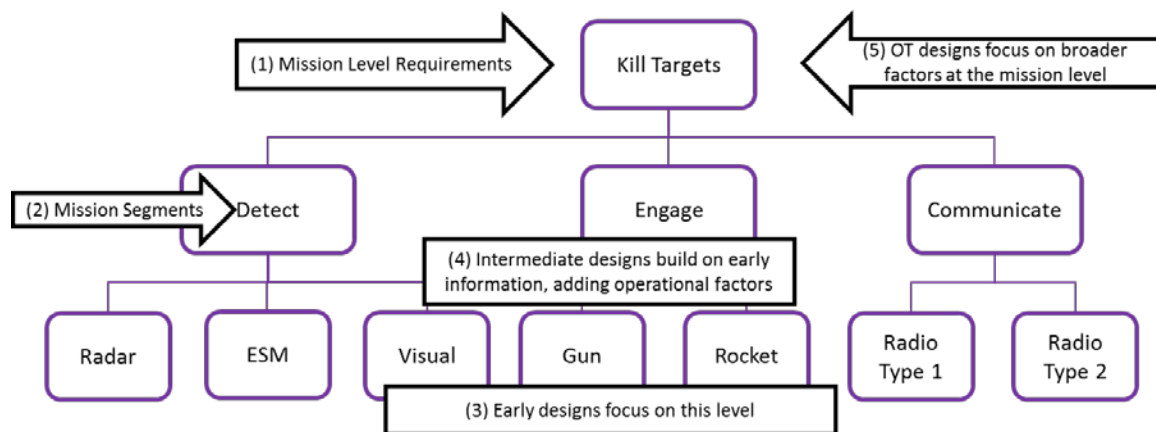 (1) Mission Level Requirements
Kill Targets
(5) OT designs focus on broader
factors at the mission level
(2) Mission Segments
Detect
Engage
Communicate
(4) Intermediate designs build on early
information, adding operational factors
Radar
ESM
Visual
Gun
Rocket
Radio
Type 1
Radio
Type 2
(3) Early designs focus on this level